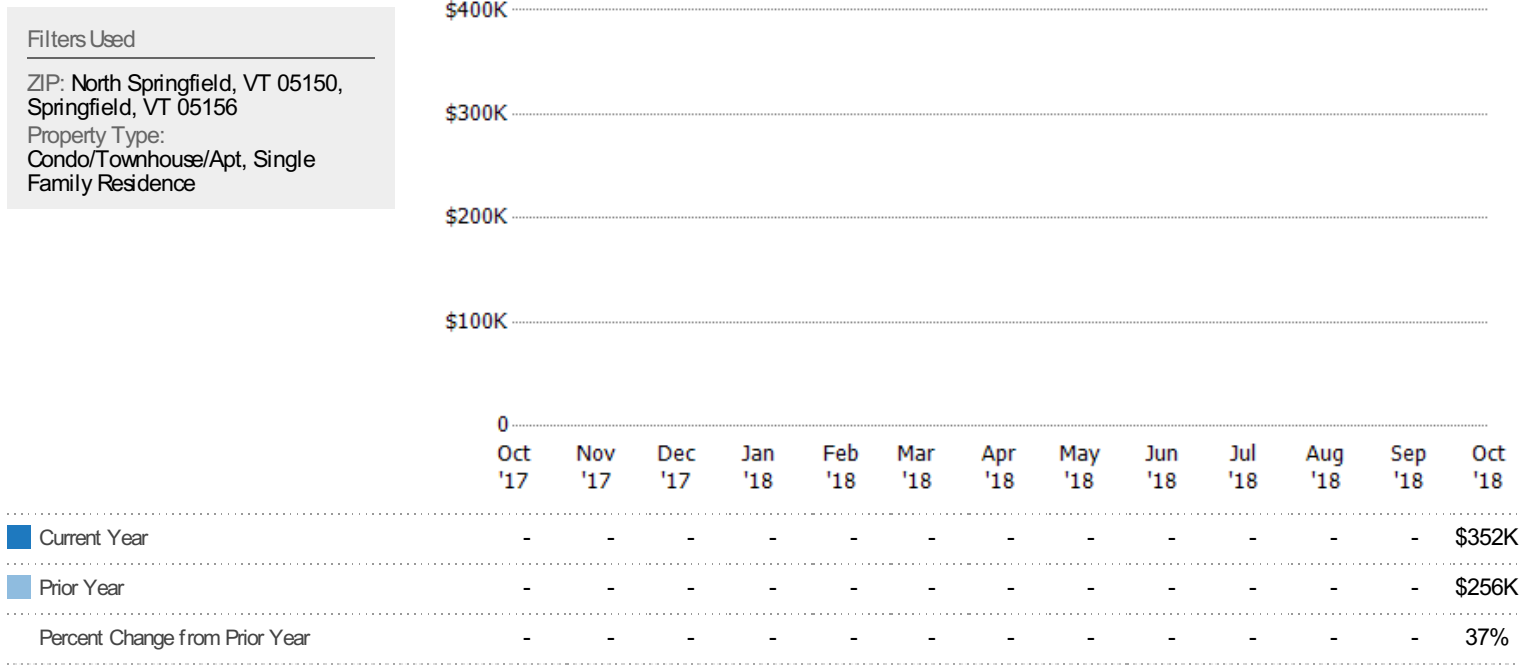 Filters Used
ZIP: North Springfield, VT 05150,
Springfield, VT 05156
Property Type:
Condo/Townhouse/Apt, Single
Family Residence
$400K
$300K
$200K
$100K
0
Oct Nov Dec Jan Feb Mar Apr May Jun Jul Aug Sep Oct
'17 '17 '17 '18 '18 '18 '18 '18 '18 '18 '18 '18 '18
Current Year - - - - - - - - - - - - $352K
Prior Year - - - - - - - - - - - - $256K
Percent Change from Prior Year - - - - - - - - - - - - 37%